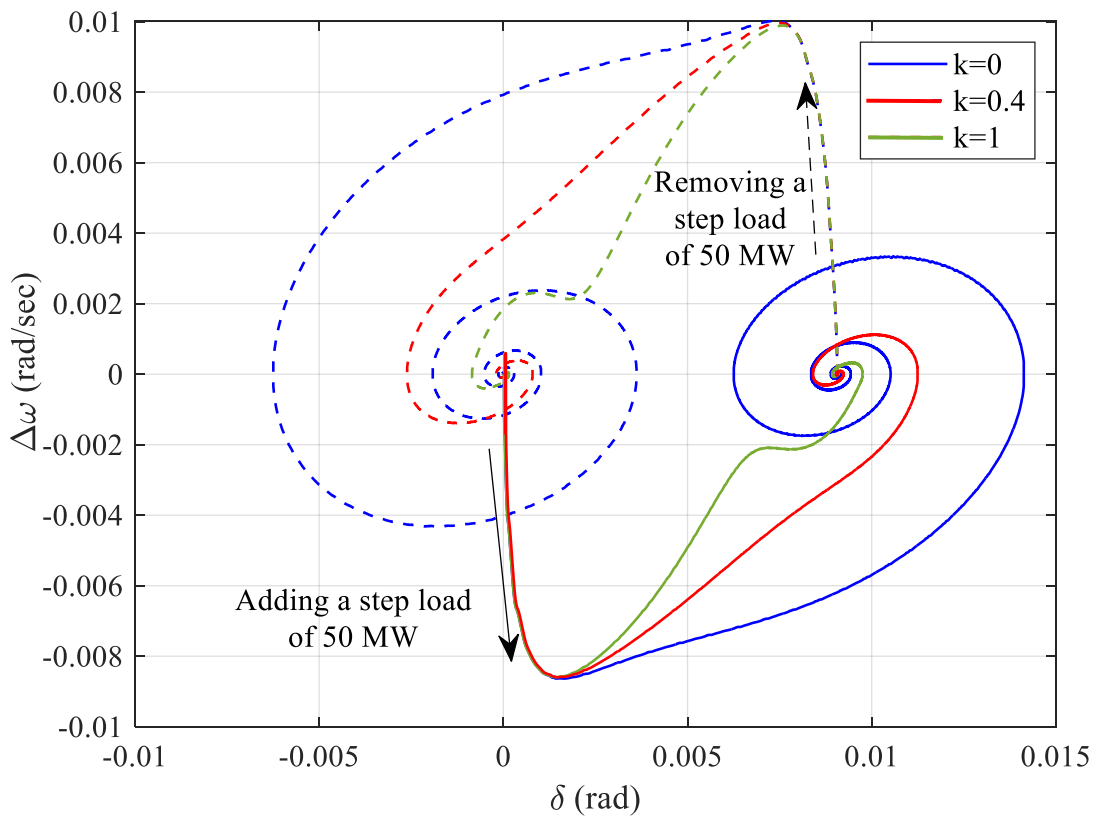 0.01
0.008
0.006
0.004
0.002
0
-0.002
-0.004
-0.006
-0.008
-0.01
Δω (rad/sec)
k=0
k=0.4
k=1
Removing a
step load
of 50 MW
Adding a step load
of 50 MW
-0.01
-0.005
0
0.005
0.01
0.015
δ (rad)